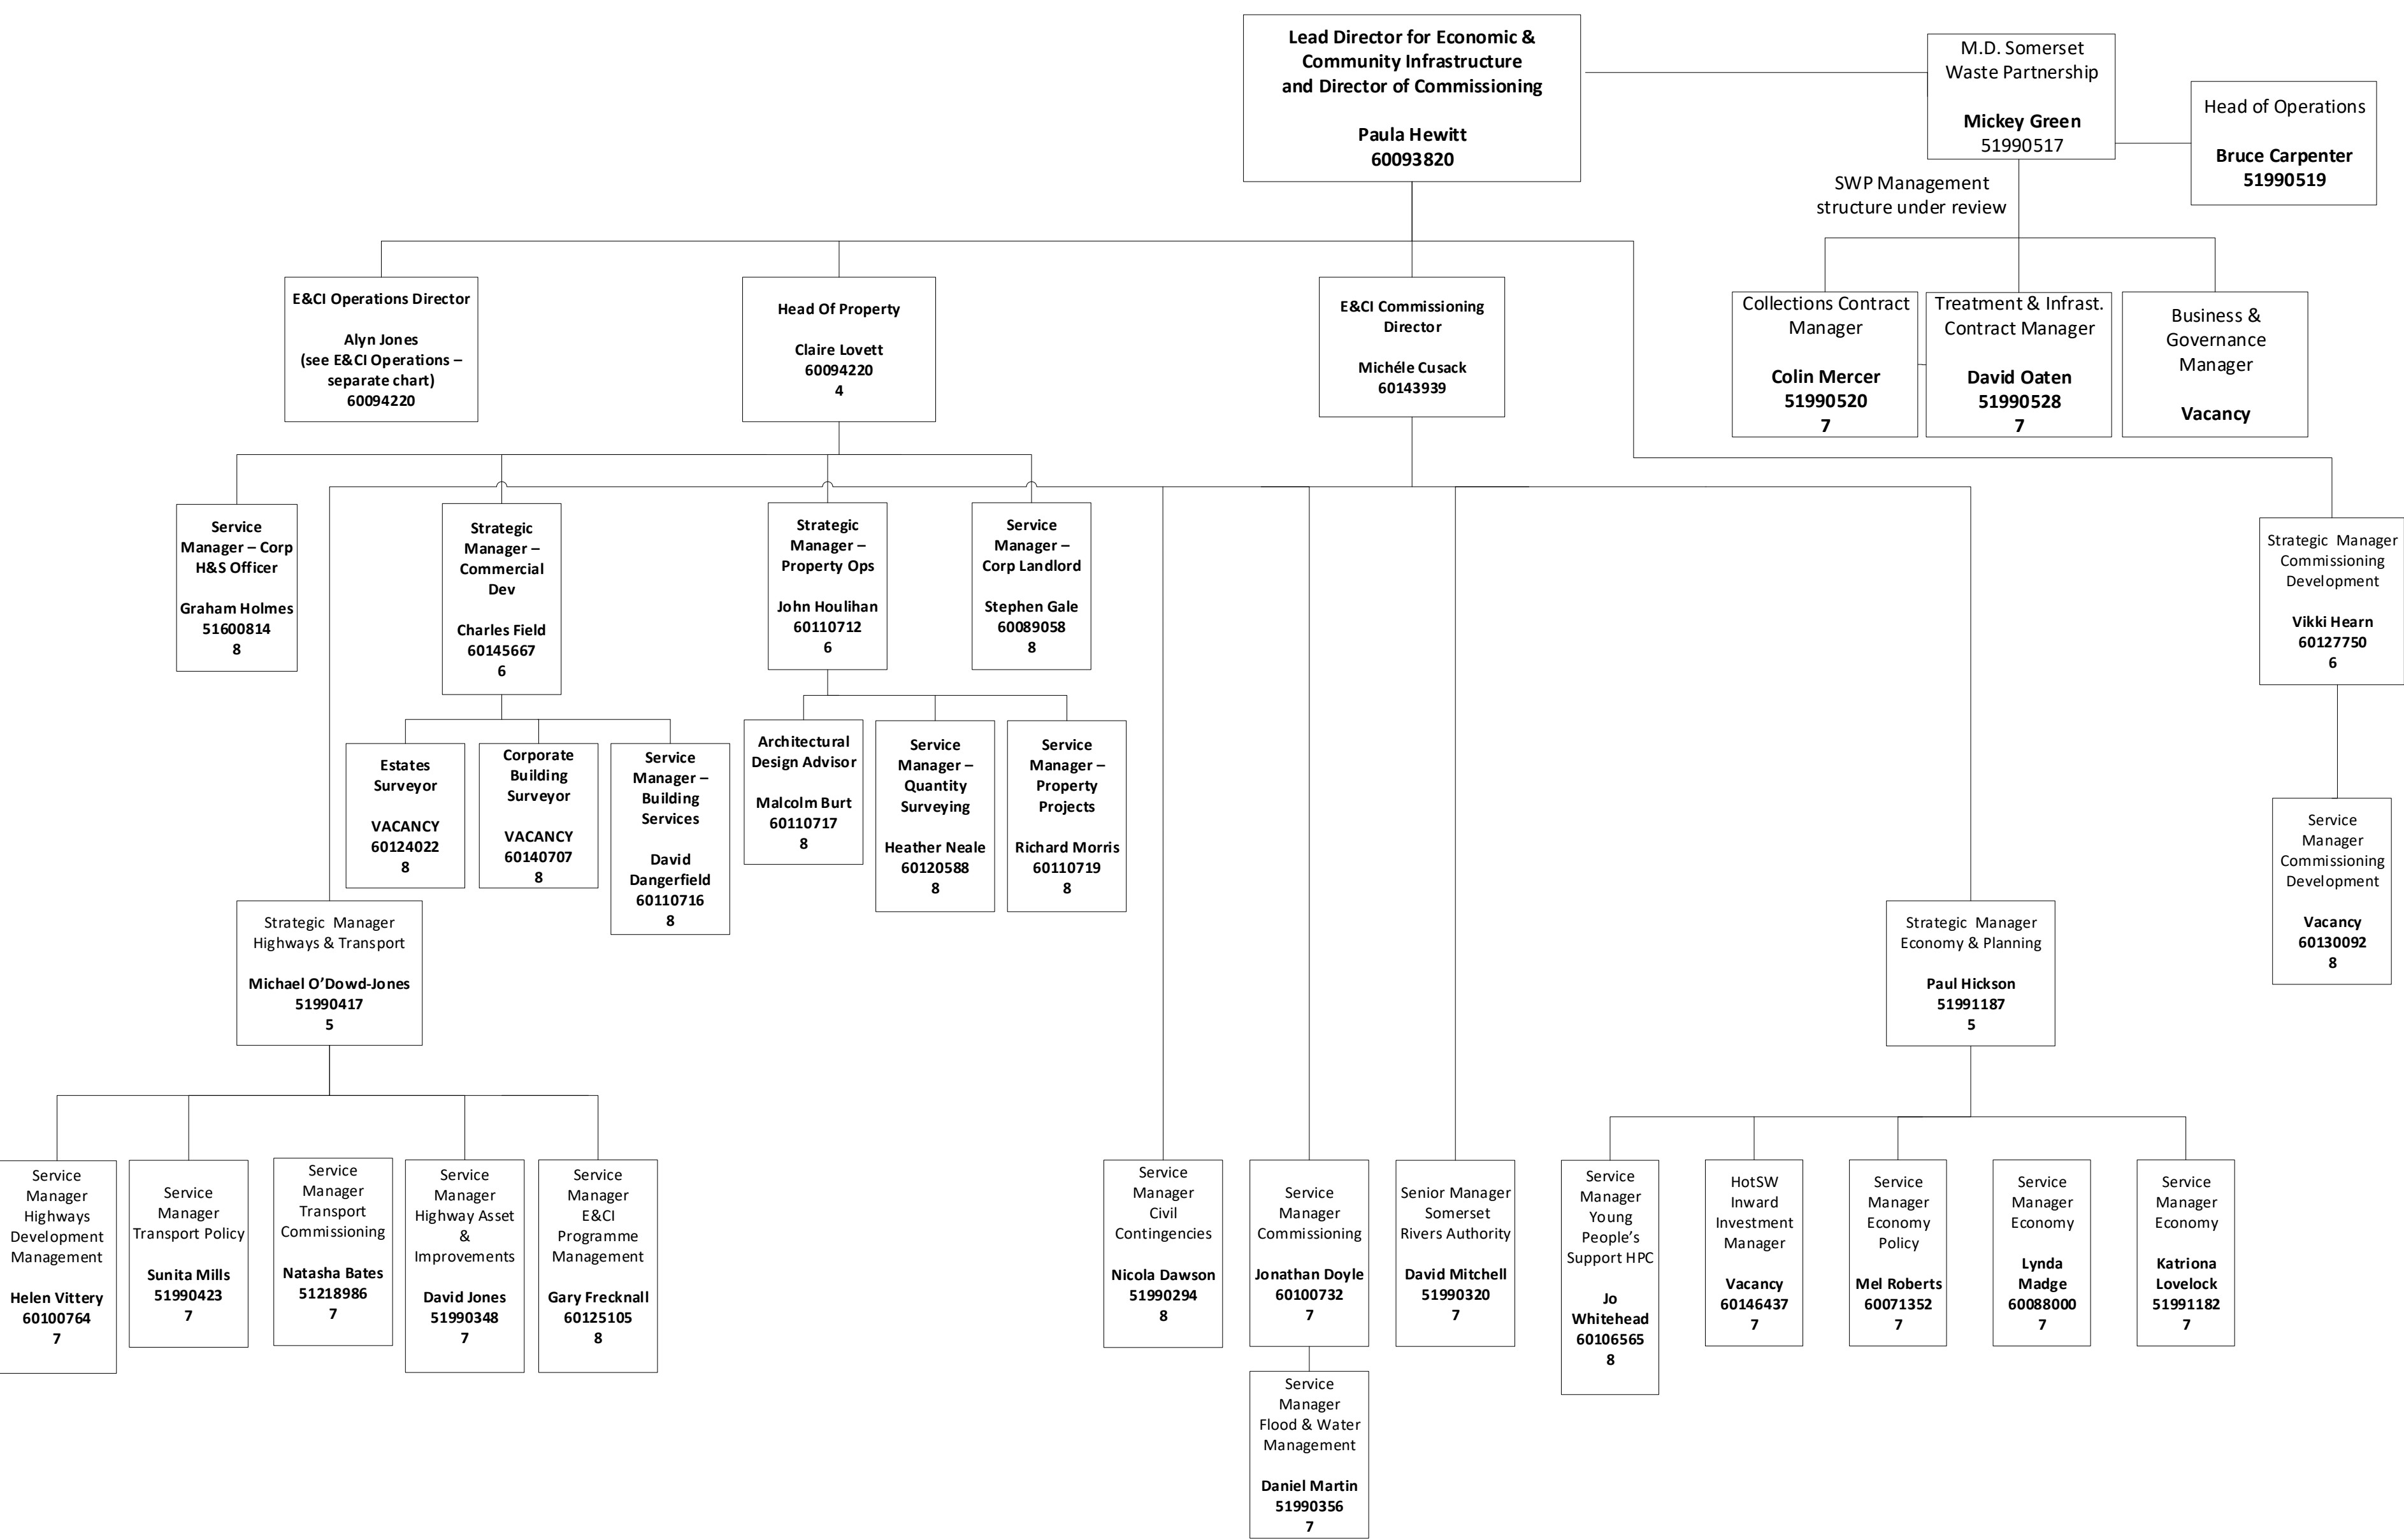 Lead Director for Economic &
Community Infrastructure
and Director of Commissioning
Paula Hewitt
60093820
M.D. Somerset
Waste Partnership
Mickey Green
51990517
Head of Operations
Bruce Carpenter
51990519
SWP Management
structure under review
E&CI Operations Director
Alyn Jones
(see E&CI Operations –
separate chart)
60094220
Head Of Property
Claire Lovett
60094220
4
E&CI Commissioning
Director
Michéle Cusack
60143939
Collections Contract
Manager
Colin Mercer
51990520
7
Treatment & Infrast.
Contract Manager
David Oaten
51990528
7
Business &
Governance
Manager
Vacancy
Service
Manager – Corp
H&S Officer
Graham Holmes
51600814
8
Strategic
Manager –
Commercial
Dev
Charles Field
60145667
6
Strategic
Manager –
Property Ops
John Houlihan
60110712
6
Service
Manager –
Corp Landlord
Stephen Gale
60089058
8
Strategic  Manager
Commissioning
Development
Vikki Hearn
60127750
6
Estates
Surveyor
VACANCY
60124022
8
Corporate
Building
Surveyor
VACANCY
60140707
8
Service
Manager –
Building
Services
David
Dangerfield
60110716
8
Architectural
Design Advisor
Malcolm Burt
60110717
8
Service
Manager –
Quantity
Surveying
Heather Neale
60120588
8
Service
Manager –
Property
Projects
Richard Morris
60110719
8
Service
Manager
Commissioning
Development
Vacancy
60130092
8
Strategic  Manager
Highways & Transport
Michael O’Dowd-Jones
51990417
5
Strategic  Manager
Economy & Planning
Paul Hickson
51991187
5
Service
Manager
Highways
Development
Management
Helen Vittery
60100764
7
Service
Manager
Transport Policy
Sunita Mills
51990423
7
Service
Manager
Transport
Commissioning
Natasha Bates
51218986
7
Service
Manager
Highway Asset
&
Improvements
David Jones
51990348
7
Service
Manager
E&CI
Programme
Management
Gary Frecknall
60125105
8
Service
Manager
Civil
Contingencies
Nicola Dawson
51990294
8
Service
Manager
Commissioning
Jonathan Doyle
60100732
7
Senior Manager
Somerset
Rivers Authority
David Mitchell
51990320
7
Service
Manager
Young
People’s
Support HPC
Jo
Whitehead
60106565
8
HotSW
Inward
Investment
Manager
Vacancy
60146437
7
Service
Manager
Economy
Policy
Mel Roberts
60071352
7
Service
Manager
Economy
Lynda
Madge
60088000
7
Service
Manager
Economy
Katriona
Lovelock
51991182
7
Service
Manager
Flood & Water
Management
Daniel Martin
51990356
7